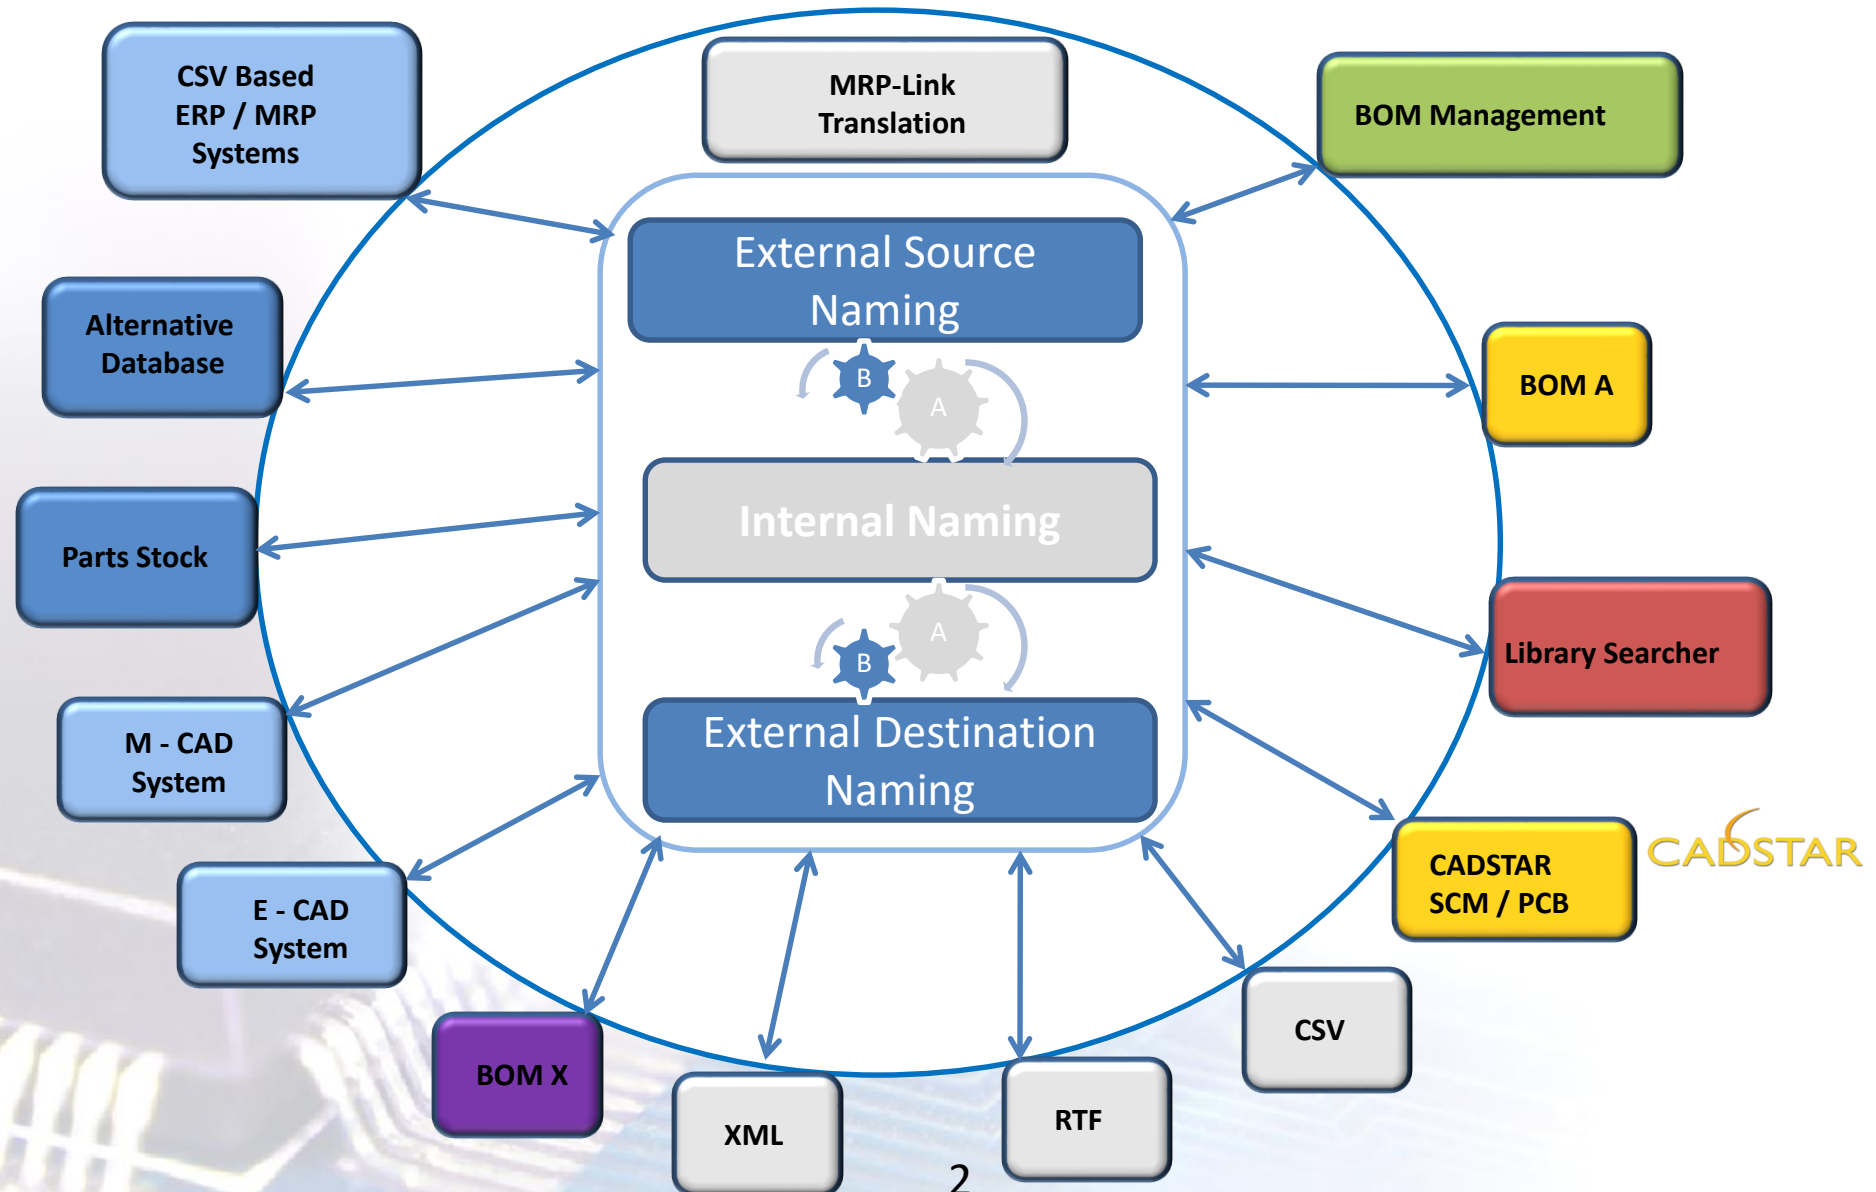 CSV Based
ERP / MRP
Systems
MRP-Link
Translation
BOM Management
External Source
Naming
Alternative
Database
B
A
BOM A
Internal Naming
Parts Stock
A
B
Library Searcher
M - CAD
System
External Destination
Naming
CADSTAR
CADSTAR
SCM / PCB
E - CAD
System
CSV
BOM X
XML
RTF
2